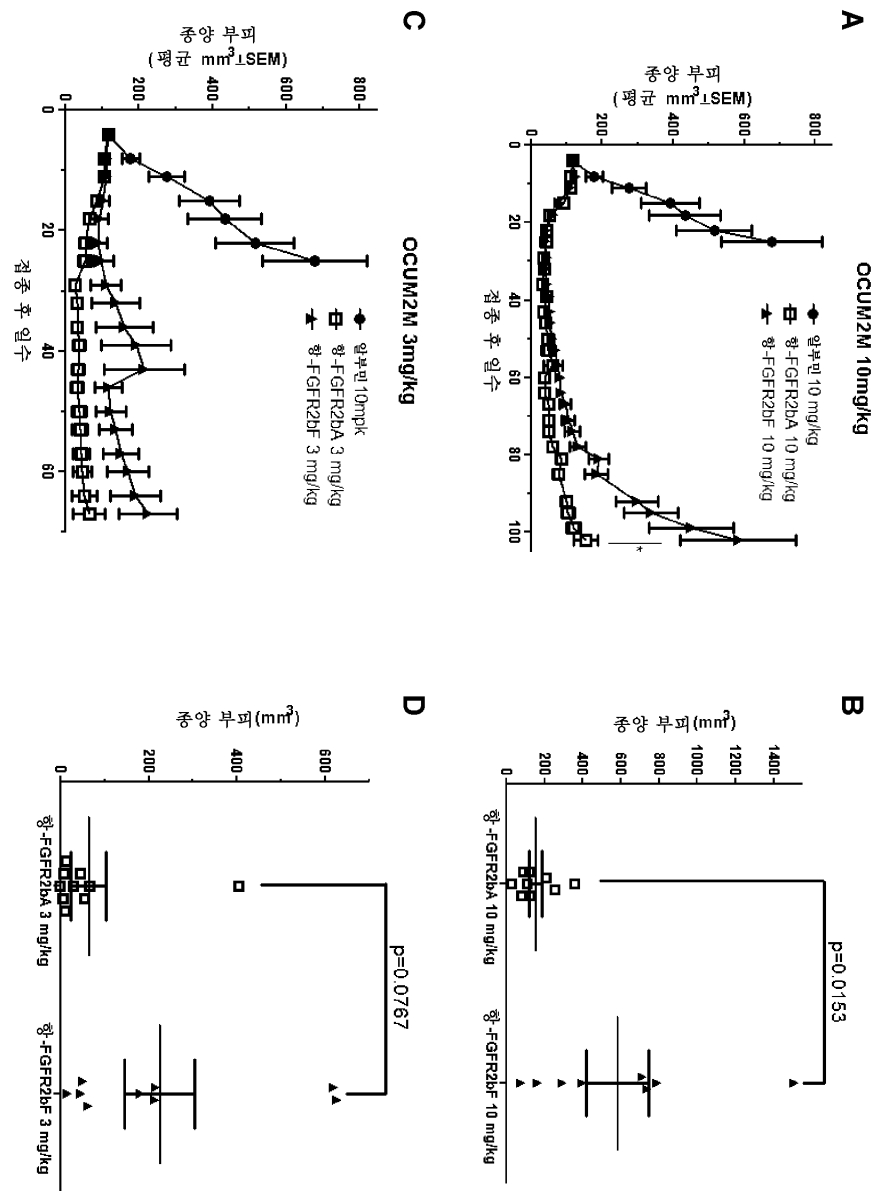 A
OCUM2M 10mg/kg
종양 부피
(평균 mm³⊥SEM)
800
600
400
200
0
알부민 10 mg/kg
항-FGFR2bA 10 mg/kg
항-FGFR2bF 10 mg/kg
*
0 20 40 60 80 100
접종 후 일수
B
종양 부피(mm³)
1400
1200
1000
800
600
400
200
0
p=0.0153
항-FGFR2bA 10 mg/kg 항-FGFR2bF 10 mg/kg
C
OCUM2M 3mg/kg
종양 부피
(평균 mm³⊥SEM)
800
600
400
200
0
알부민 10mpk
항-FGFR2bA 3 mg/kg
항-FGFR2bF 3 mg/kg
0 20 40 60
접종 후 일수
D
종양 부피(mm³)
600
400
200
0
p=0.0767
항-FGFR2bA 3 mg/kg 항-FGFR2bF 3 mg/kg